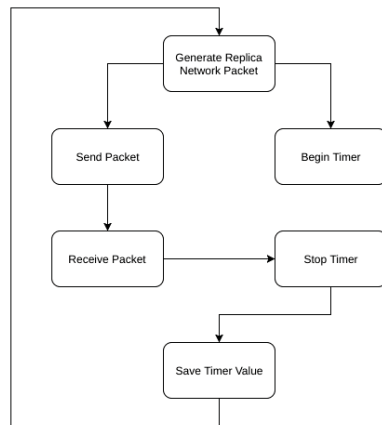 Generate Replica
Network Packet
Send Packet
Begin Timer
Receive Packet
Stop Timer
Save Timer Value